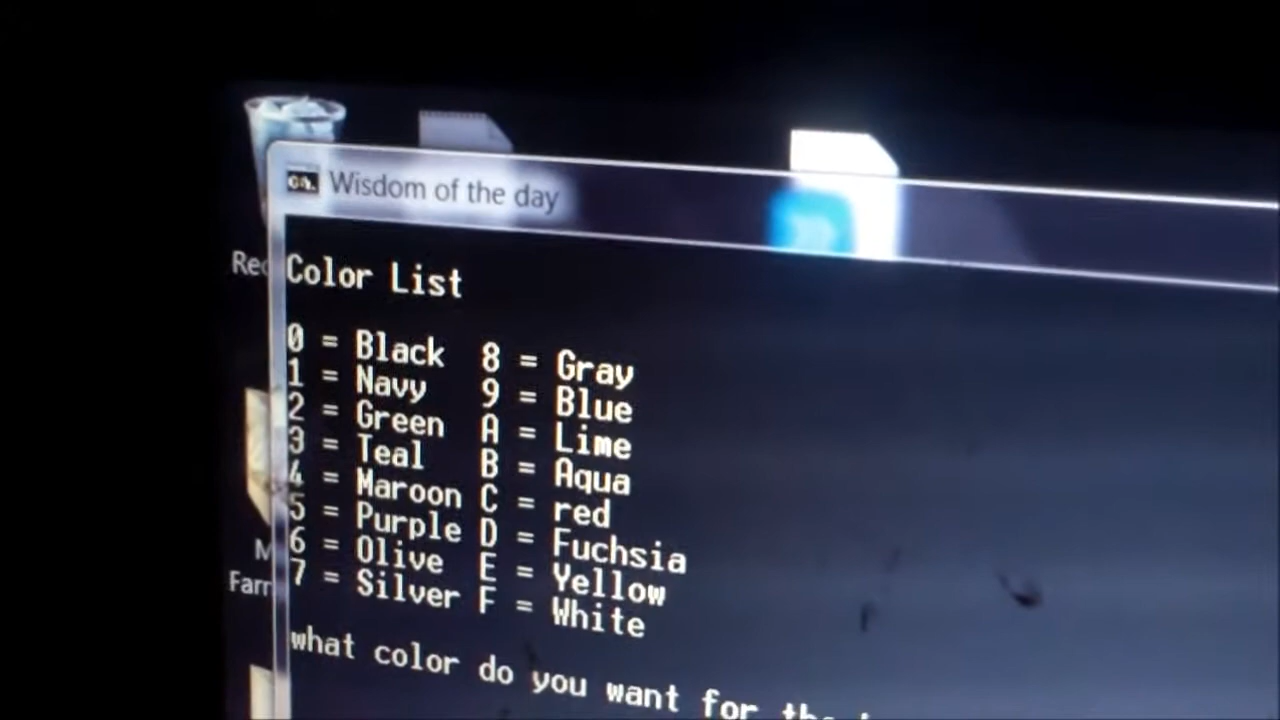 Wisdom of the day
Color List
0 = Black 8 = Gray
1 = Navy 9 = Blue
2 = Green A = Lime
3 = Teal B = Aqua
4 = Maroon C = red
5 = Purple D = Fuchsia
6 = Olive E = Yellow
7 = Silver F = White
what color do you want for the